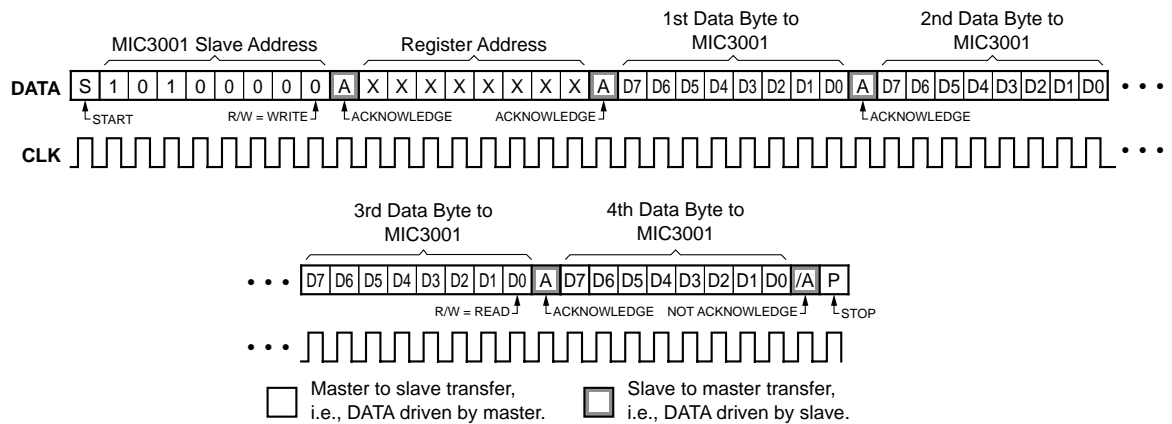 1st Data Byte to
MIC3001
2nd Data Byte to
MIC3001
MIC3001 Slave Address
Register Address
DATA S 1 0 1 0 0 0 0 0 A X X X X X X X X A D7 D6 D5 D4 D3 D2 D1 D0 A D7 D6 D5 D4 D3 D2 D1 D0 • • •
START R/W = WRITE ACKNOWLEDGE ACKNOWLEDGE ACKNOWLEDGE
CLK • • •
3rd Data Byte to
MIC3001
4th Data Byte to
MIC3001
• • • D7 D6 D5 D4 D3 D2 D1 D0 A D7 D6 D5 D4 D3 D2 D1 D0 /A P
R/W = READ ACKNOWLEDGE NOT ACKNOWLEDGE STOP
• • •
Master to slave transfer,
i.e., DATA driven by master.
Slave to master transfer,
i.e., DATA driven by slave.